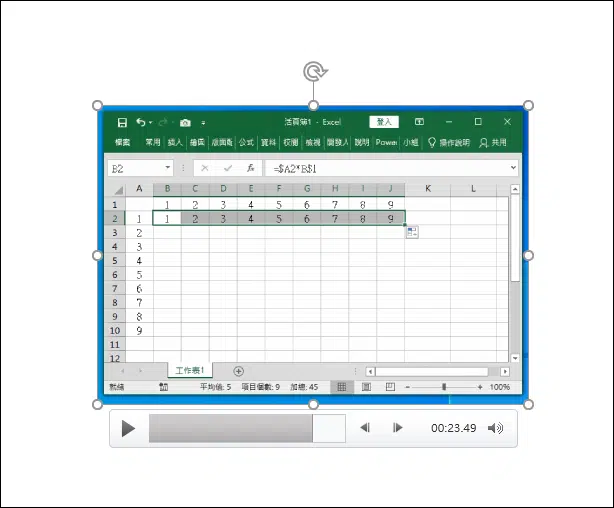 活頁簿1 - Excel 登入
檔案 常用 插入 繪圖 版面配 公式 資料 校閱 檢視 開發人 說明 Power 小組 操作說明 共用
B2 =$A2*B$1
A B C D E F G H I J K L
1 1 2 3 4 5 6 7 8 9
2 1 1 2 3 4 5 6 7 8 9
3 2
4 3
5 4
6 5
7 6
8 7
9 8
10 9
11
12
工作表1
就緒 平均值: 5 項目個數: 9 加總: 45 100%
00:23.49